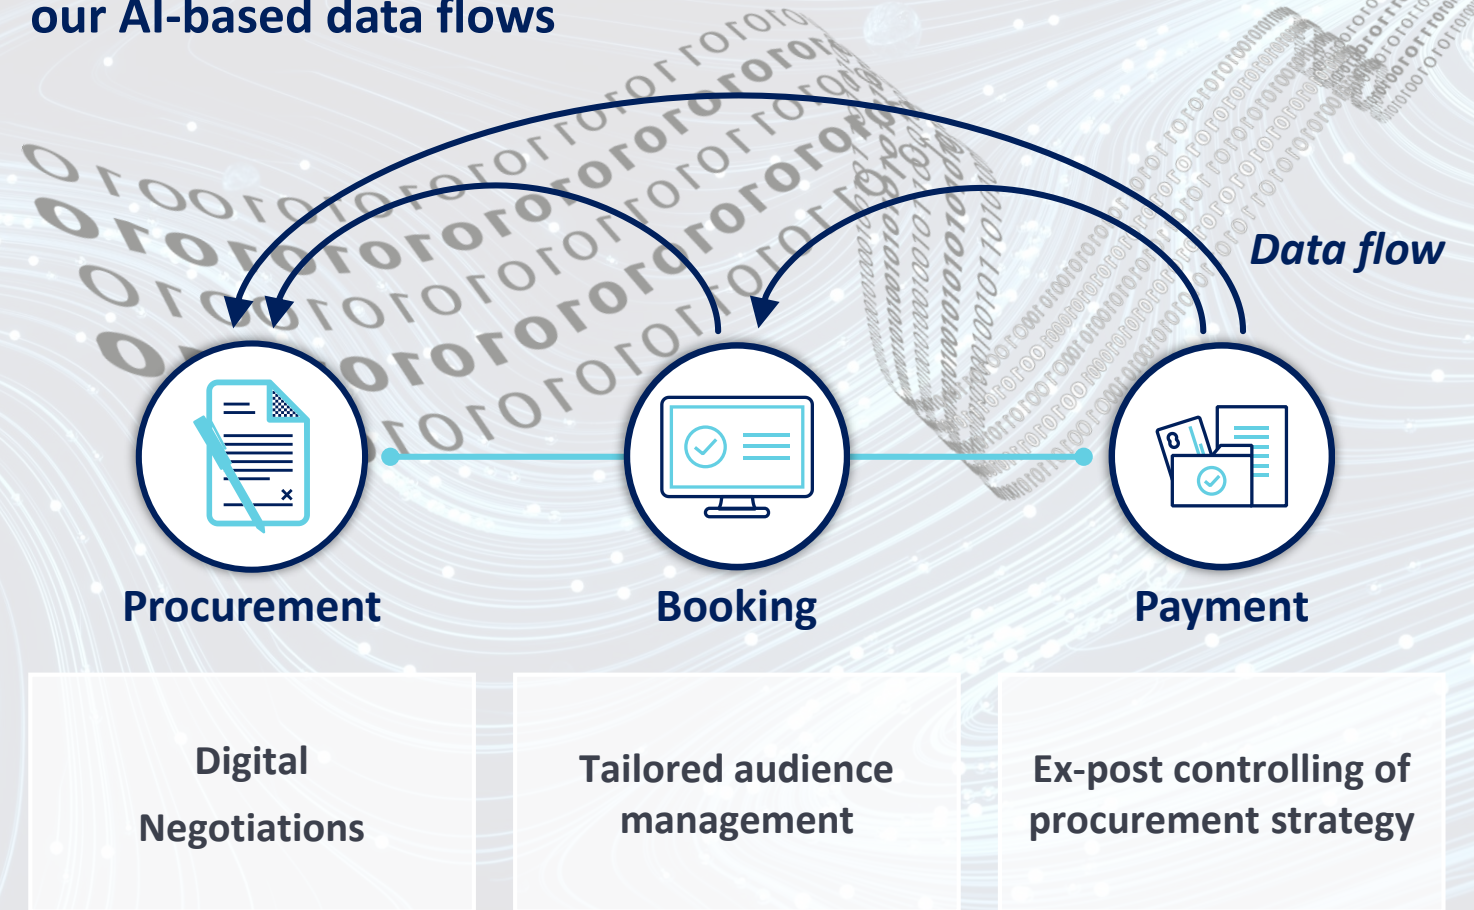 our AI-based data flows
Data flow
Procurement
Booking
Payment
Digital
Negotiations
Tailored audience
management
Ex-post controlling of
procurement strategy